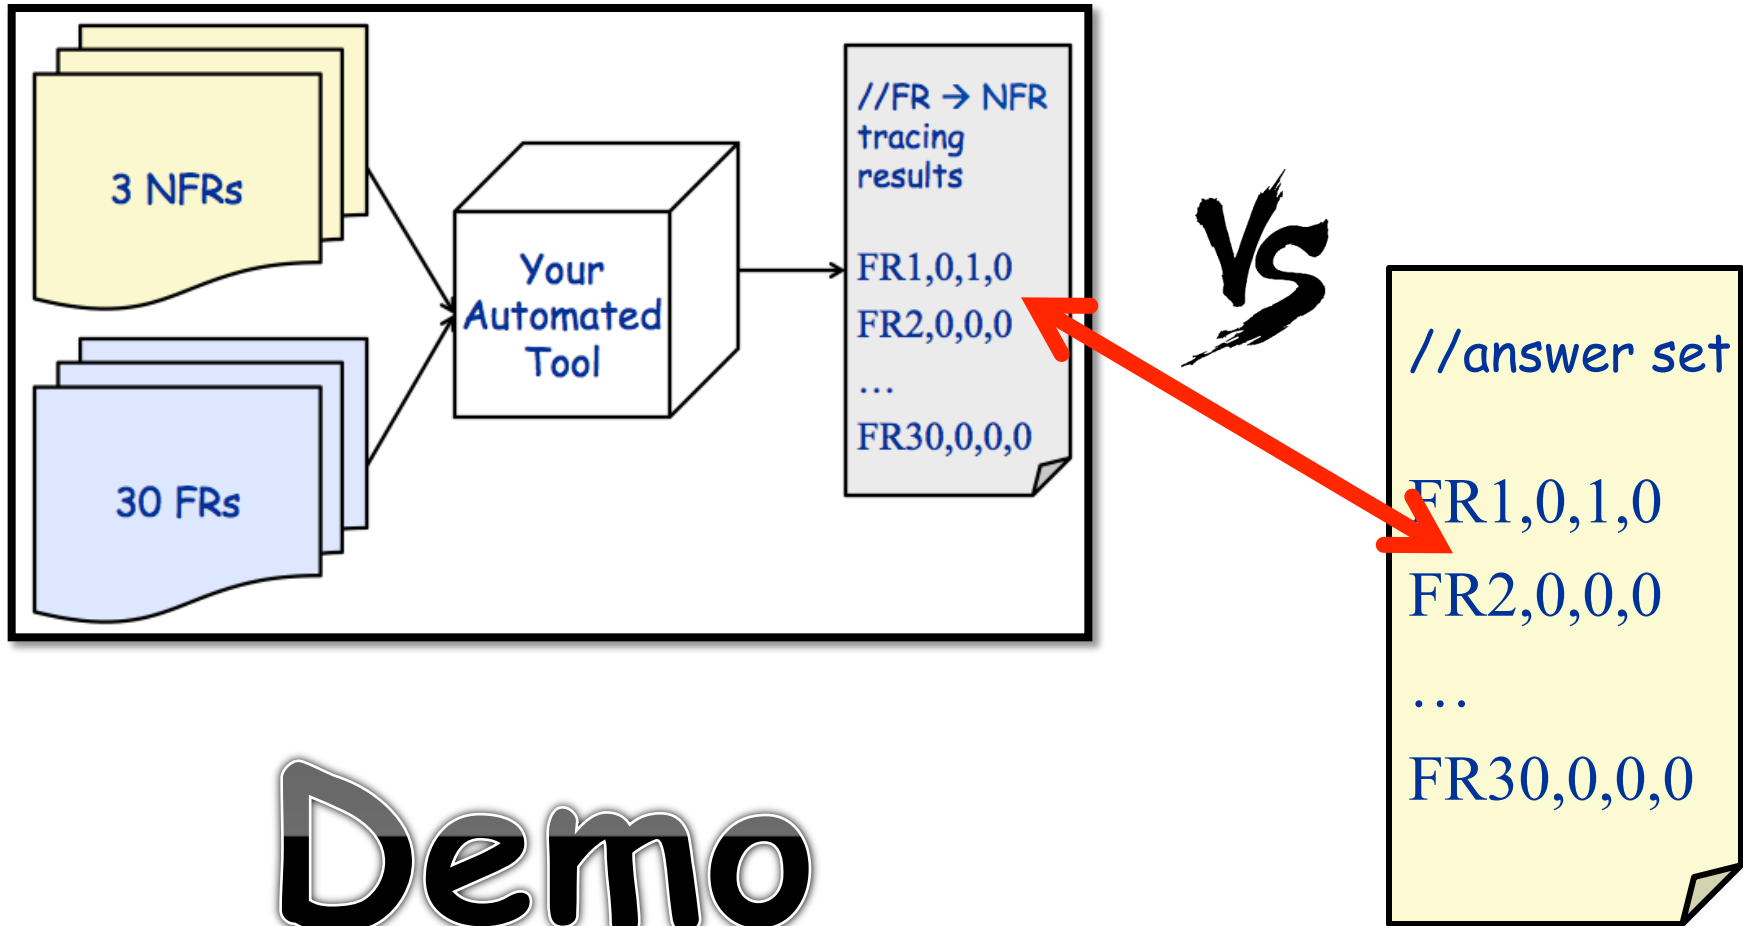 3 NFRs
30 FRs
Your
Automated
Tool
//FR → NFR
tracing
results
FR1,0,1,0
FR2,0,0,0
...
FR30,0,0,0
VS
//answer set
FR1,0,1,0
FR2,0,0,0
...
FR30,0,0,0
Demo